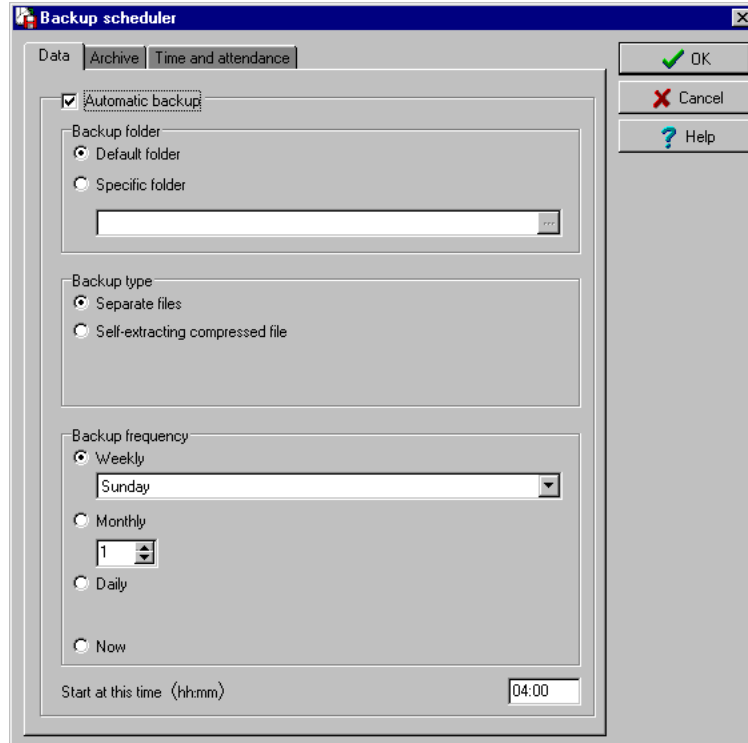 Backup scheduler
Data Archive Time and attendance
OK
Cancel
Help
Automatic backup
Backup folder
Default folder
Specific folder
...
Backup type
Separate files
Self-extracting compressed file
Backup frequency
Weekly
Sunday
Monthly
1
Daily
Now
Start at this time (hh:mm) 04:00